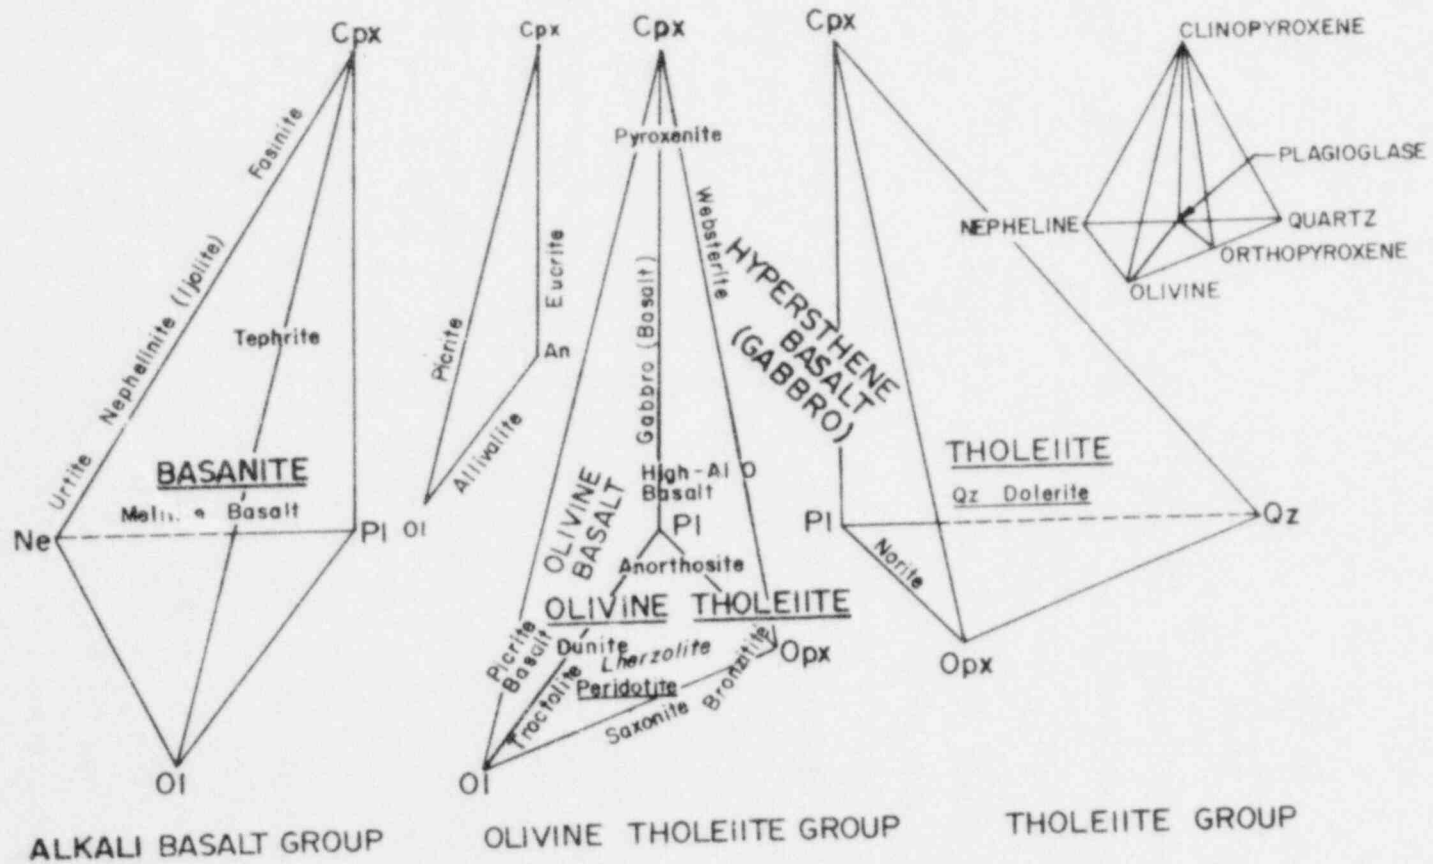 Cpx
Fasinite
Nephelinite (Ijolite)
Urtite
Tephrite
BASANITE
Basalt
Ne
Pl
Ol
ALKALI BASALT GROUP
Cpx
Picrite
Eucrite
An
Allivalite
Ol
Cpx
Pyroxenite
Websterite
Gabbro (Basalt)
High-Al O
Basalt
OLIVINE
BASALT
Pl
Anorthosite
OLIVINE THOLEIITE
Picrite
Basalt
Dunite
Lherzolite
Opx
Peridotite
Troctolite
Saxonite
Bronzitite
Ol
OLIVINE THOLEIITE GROUP
Cpx
HYPERSTHENE
BASALT
(GABBRO)
THOLEIITE
Qz Dolerite
Pl
Qz
Norite
Opx
THOLEIITE GROUP
CLINOPYROXENE
PLAGIOGLASE
NEPHELINE
QUARTZ
ORTHOPYROXENE
OLIVINE